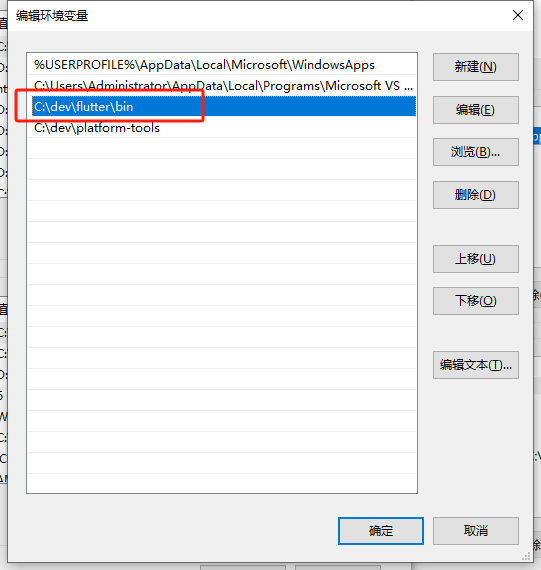 编辑环境变量
%USERPROFILE%\AppData\Local\Microsoft\WindowsApps
C:\Users\Administrator\AppData\Local\Programs\Microsoft VS ...
C:\dev\flutter\bin
C:\dev\platform-tools
新建(N)
编辑(E)
浏览(B)...
删除(D)
上移(U)
下移(O)
编辑文本(T)...
确定
取消